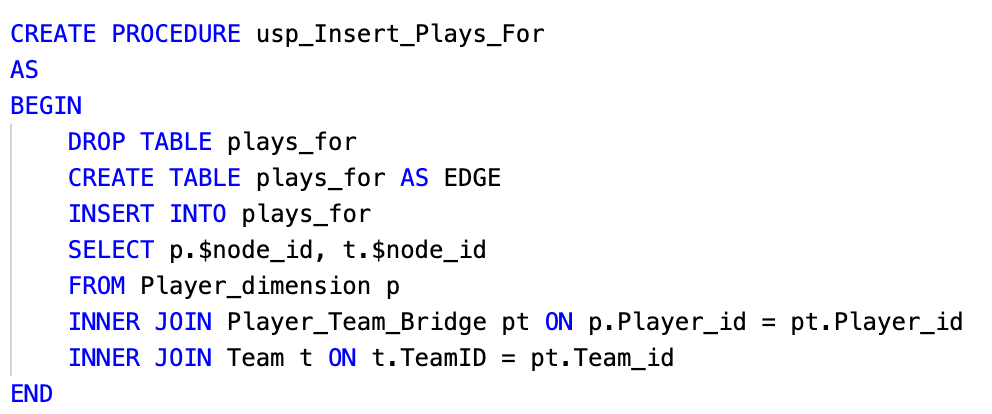 CREATE PROCEDURE usp_Insert_Plays_For
AS
BEGIN
DROP TABLE plays_for
CREATE TABLE plays_for AS EDGE
INSERT INTO plays_for
SELECT p.$node_id, t.$node_id
FROM Player_dimension p
INNER JOIN Player_Team_Bridge pt ON p.Player_id = pt.Player_id
INNER JOIN Team t ON t.TeamID = pt.Team_id
END